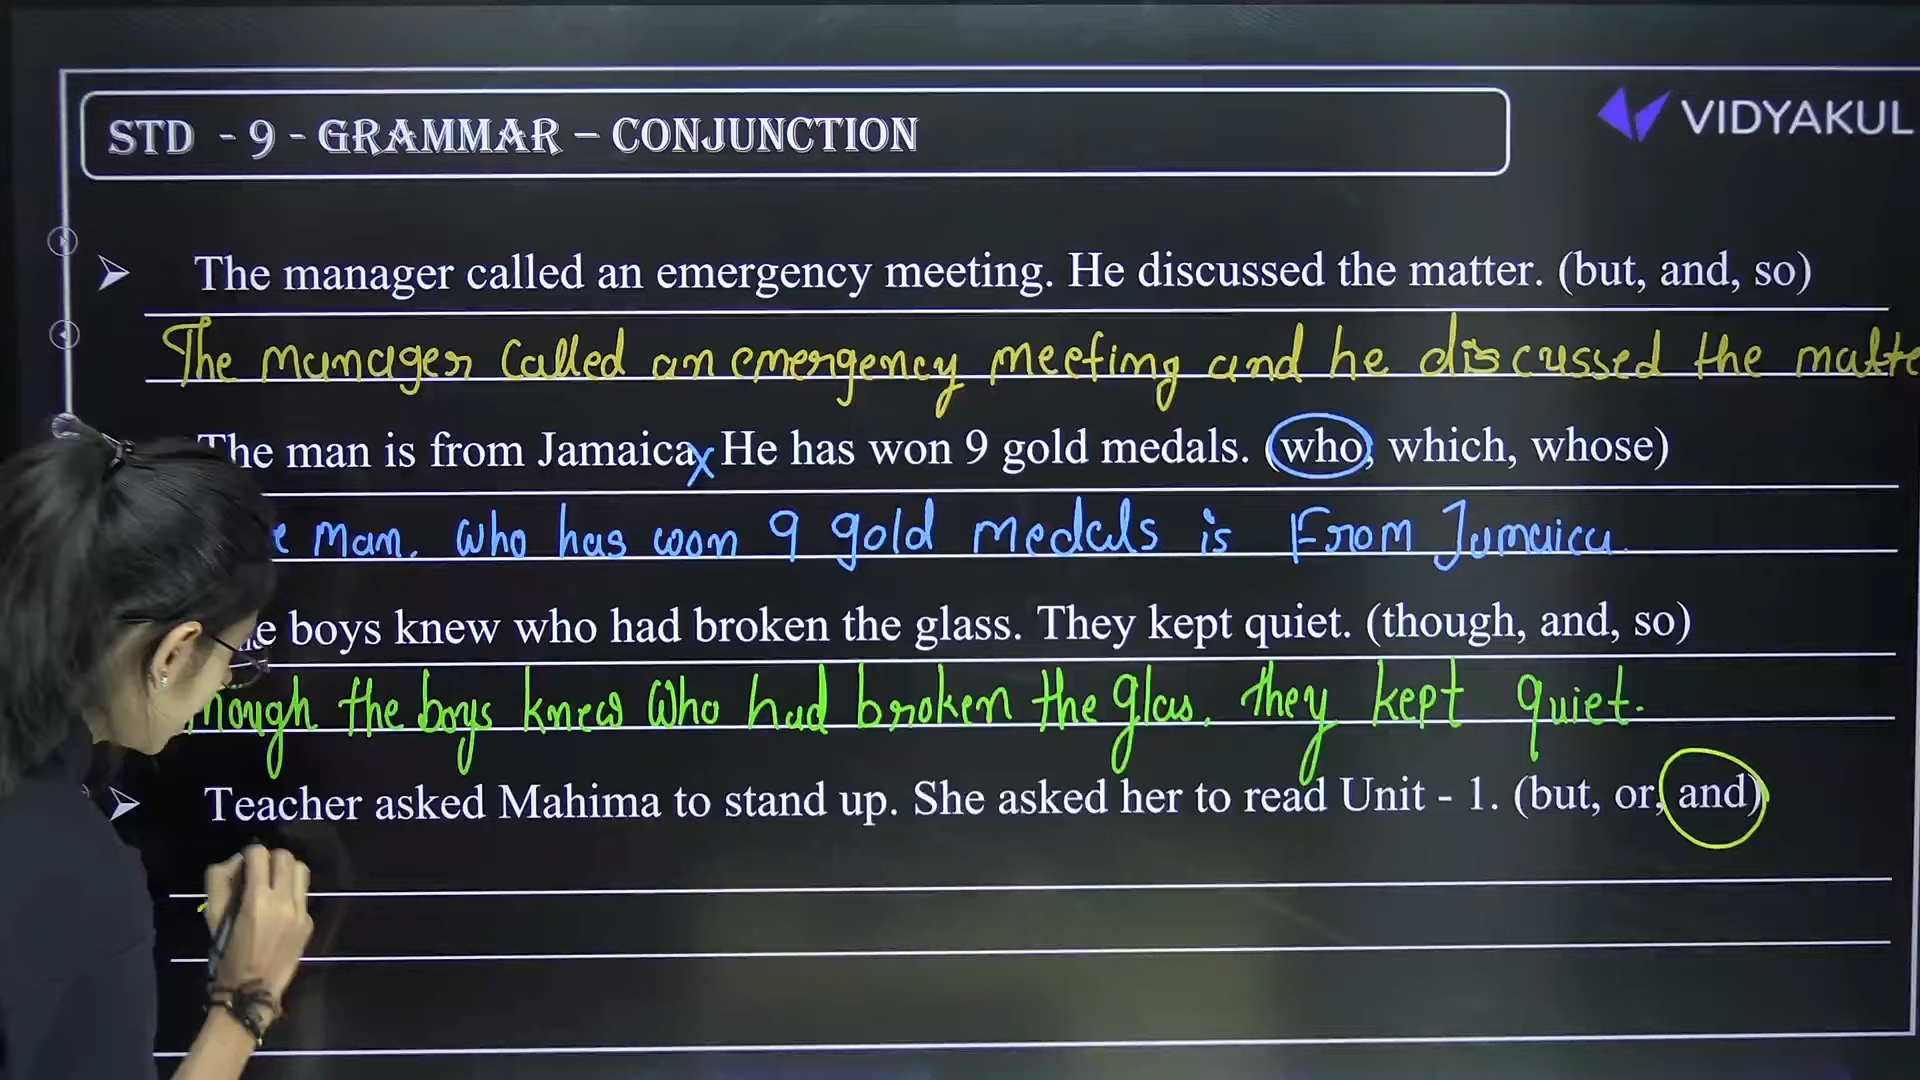 STD - 9 - GRAMMAR – CONJUNCTION
VIDYAKUL
The manager called an emergency meeting. He discussed the matter. (but, and, so)
The manager called an emergency meeting and he discussed the matte
The man is from Jamaica. He has won 9 gold medals. (who, which, whose)
man. who has won 9 gold medals is From Jamaica.
boys knew who had broken the glass. They kept quiet. (though, and, so)
the boys knew who had broken the glass, they kept quiet.
Teacher asked Mahima to stand up. She asked her to read Unit - 1. (but, or, and)